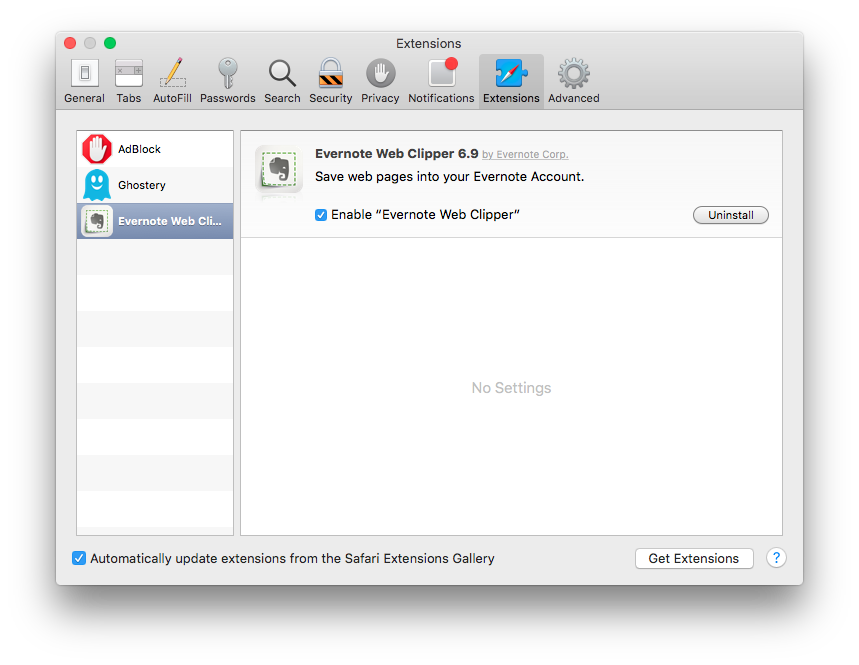 Extensions
General Tabs AutoFill Passwords Search Security Privacy Notifications Extensions Advanced
AdBlock
Ghostery
Evernote Web Cli...
Evernote Web Clipper 6.9 by Evernote Corp.
Save web pages into your Evernote Account.
Enable “Evernote Web Clipper” Uninstall
No Settings
Automatically update extensions from the Safari Extensions Gallery Get Extensions ?